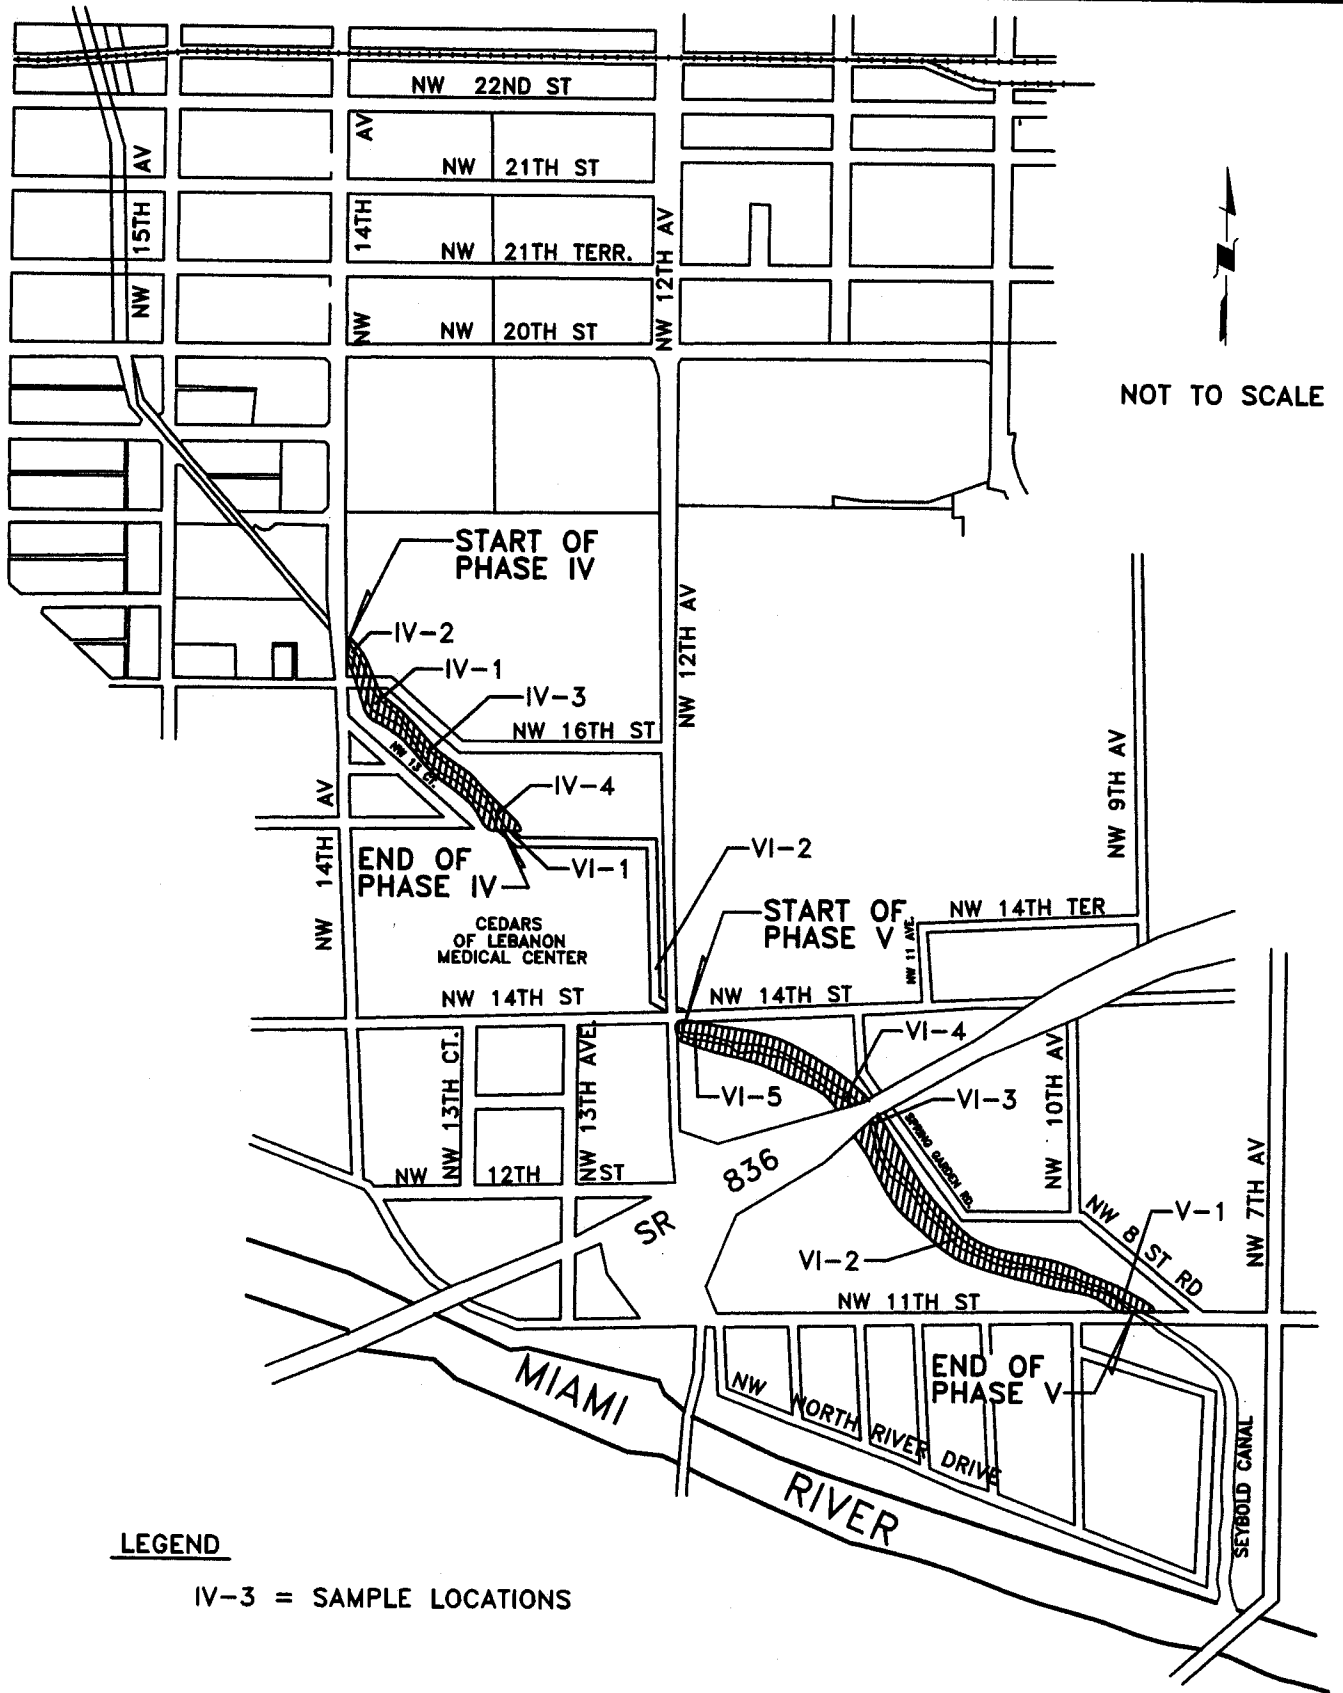 NW 22ND ST
AV
AV
NW 21TH ST
15TH
14TH
NW 12TH AV
NW 21TH TERR.
NW
NW
NW 20TH ST
NOT TO SCALE
START OF
PHASE IV
IV-2
IV-1
IV-3
NW 12TH AV
NW 16TH ST
NW 13 CT.
NW 9TH AV
IV-4
NW 14TH AV
END OF
PHASE IV
VI-1
VI-2
START OF
PHASE V
NW 11 AVE.
NW 14TH TER
CEDARS
OF LEBANON
MEDICAL CENTER
NW 14TH ST
NW 14TH ST
VI-4
NW 13TH CT.
NW 13TH AVE.
VI-5
VI-3
NW 10TH AV
SPRING GARDEN RD.
NW 12TH ST
SR 836
NW 8 ST RD
V-1
NW 7TH AV
VI-2
NW 11TH ST
END OF
PHASE V
MIAMI RIVER
NW NORTH RIVER DRIVE
SEYBOLD CANAL
LEGEND
IV-3 = SAMPLE LOCATIONS